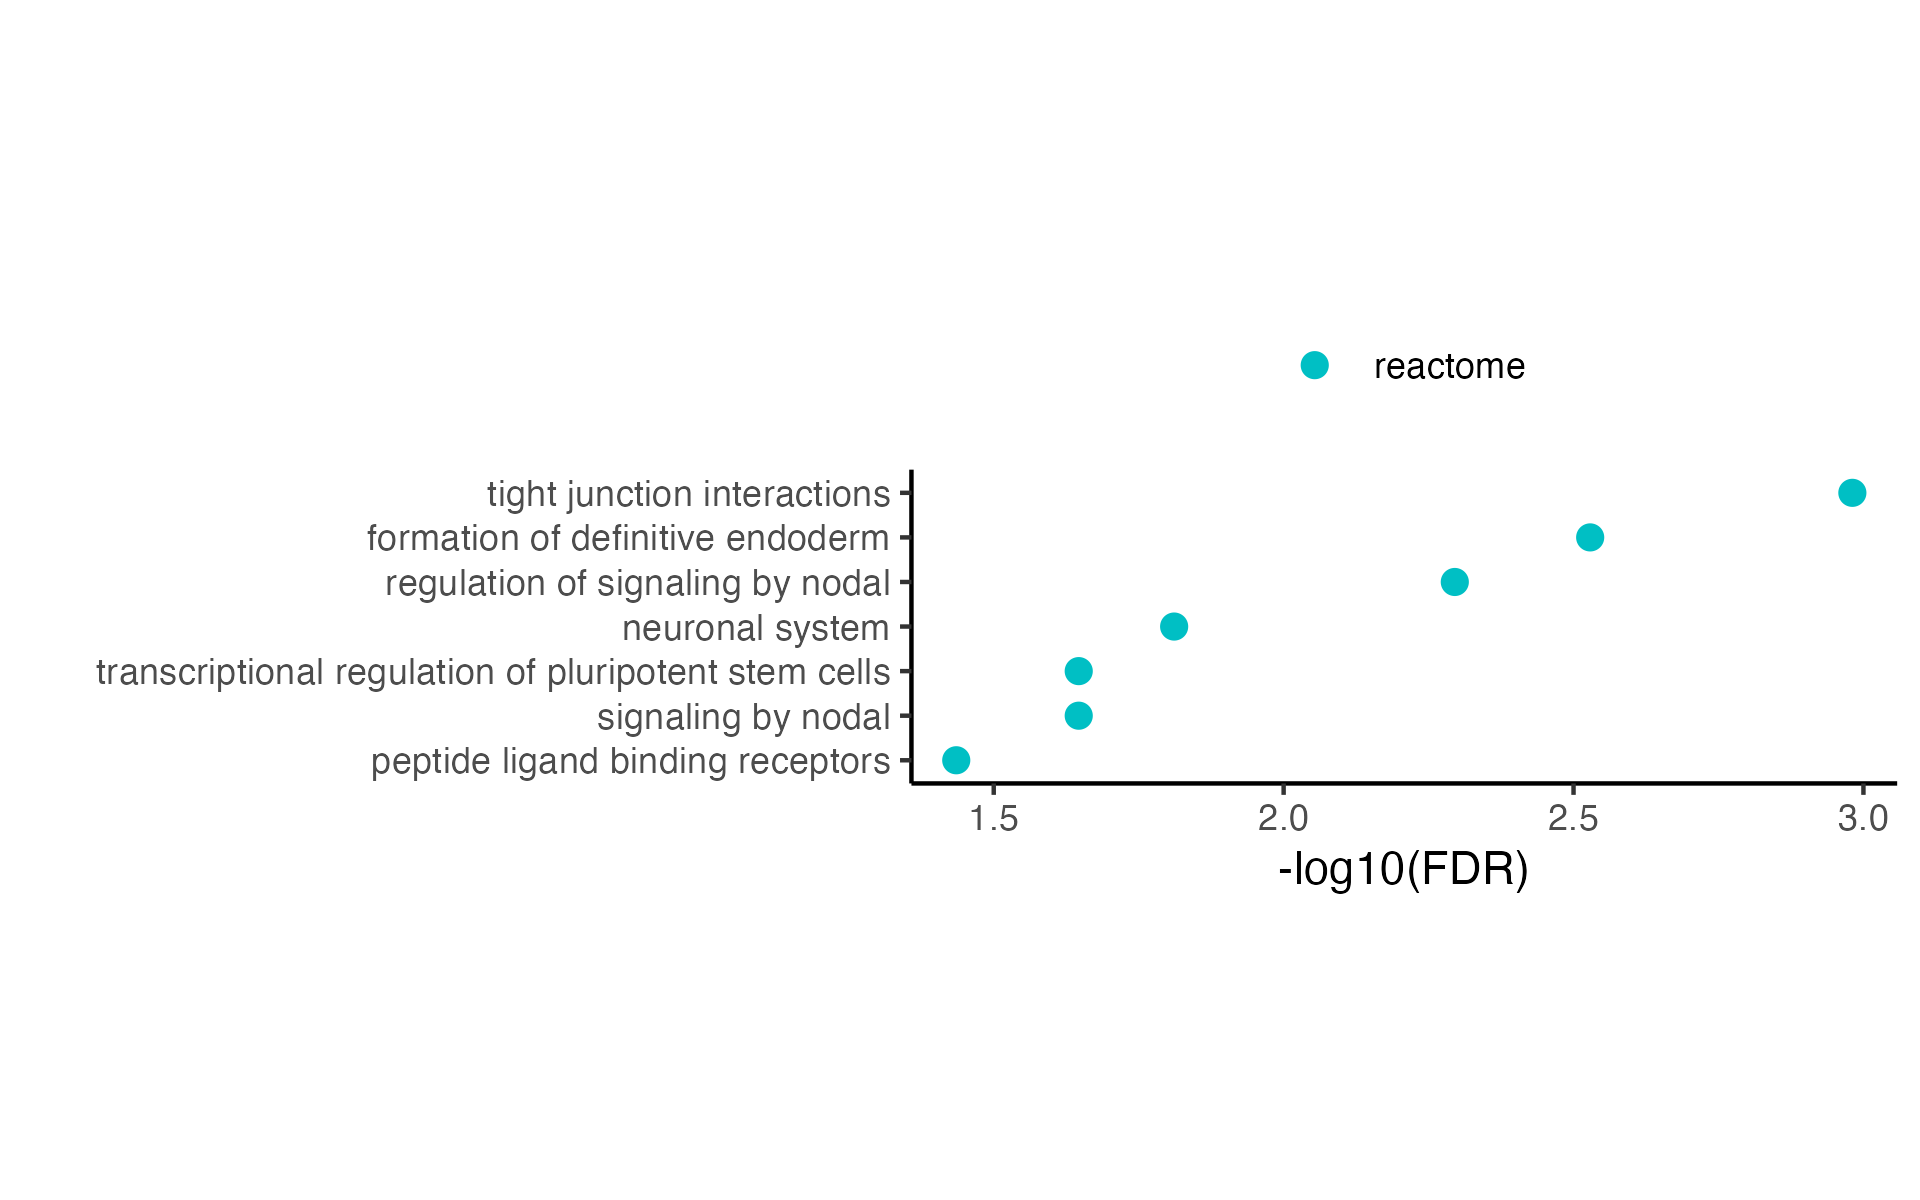 reactome
tight junction interactions
formation of definitive endoderm
regulation of signaling by nodal
neuronal system
transcriptional regulation of pluripotent stem cells
signaling by nodal
peptide ligand binding receptors
1.5 2.0 2.5 3.0
-log10(FDR)